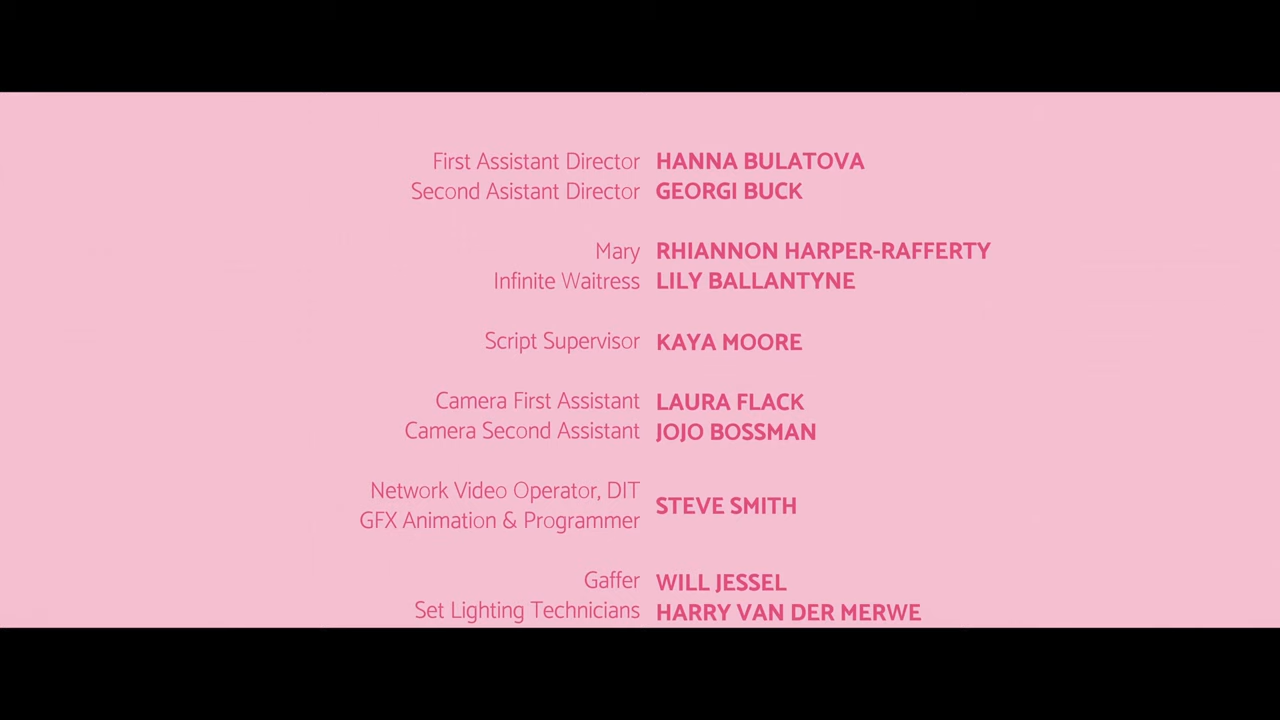 First Assistant Director HANNA BULATOVA
Second Asistant Director GEORGI BUCK
Mary RHIANNON HARPER-RAFFERTY
Infinite Waitress LILY BALLANTYNE
Script Supervisor KAYA MOORE
Camera First Assistant LAURA FLACK
Camera Second Assistant JOJO BOSSMAN
Network Video Operator, DIT
GFX Animation & Programmer STEVE SMITH
Gaffer WILL JESSEL
Set Lighting Technicians HARRY VAN DER MERWE